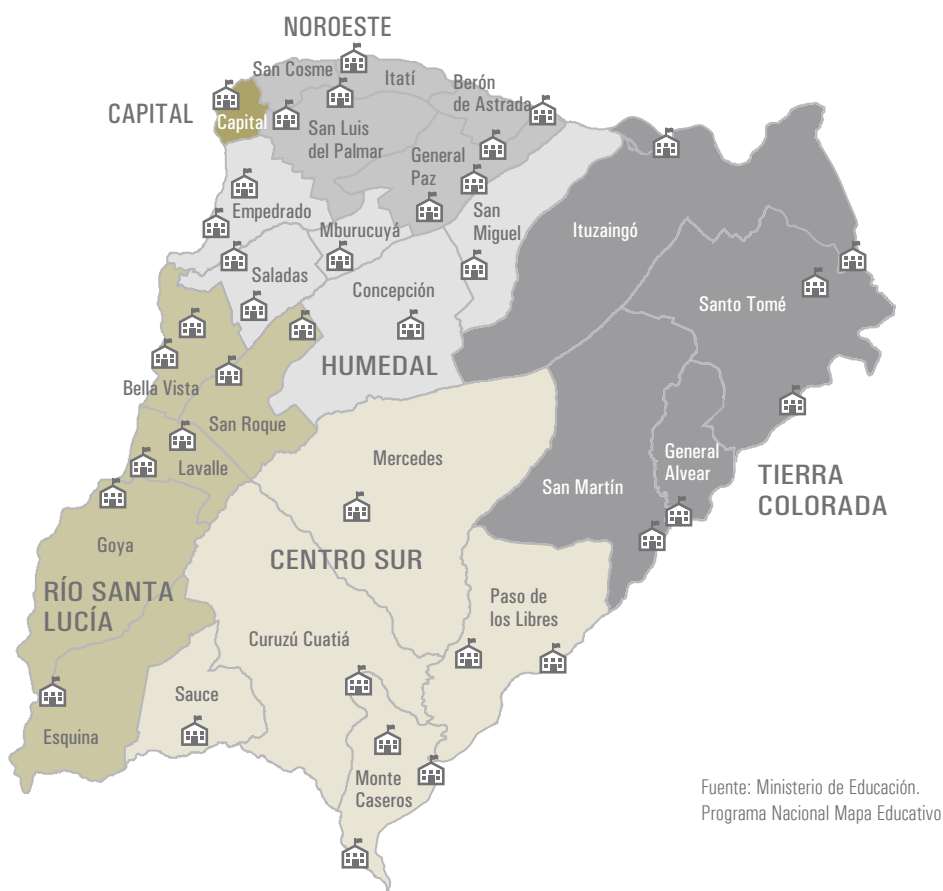 NOROESTE
San Cosme
Itatí
Berón
de Astrada
CAPITAL
Capital
San Luis
del Palmar
General
Paz
Empedrado
Mburucuyá
San
Miguel
Ituzaingó
Saladas
Concepción
Santo Tomé
HUMEDAL
Bella Vista
San Roque
Lavalle
Mercedes
General
Alvear
San Martín
TIERRA
COLORADA
Goya
CENTRO SUR
RÍO SANTA
LUCÍA
Paso de
los Libres
Curuzú Cuatiá
Sauce
Esquina
Monte
Caseros
Fuente: Ministerio de Educación.
Programa Nacional Mapa Educativo